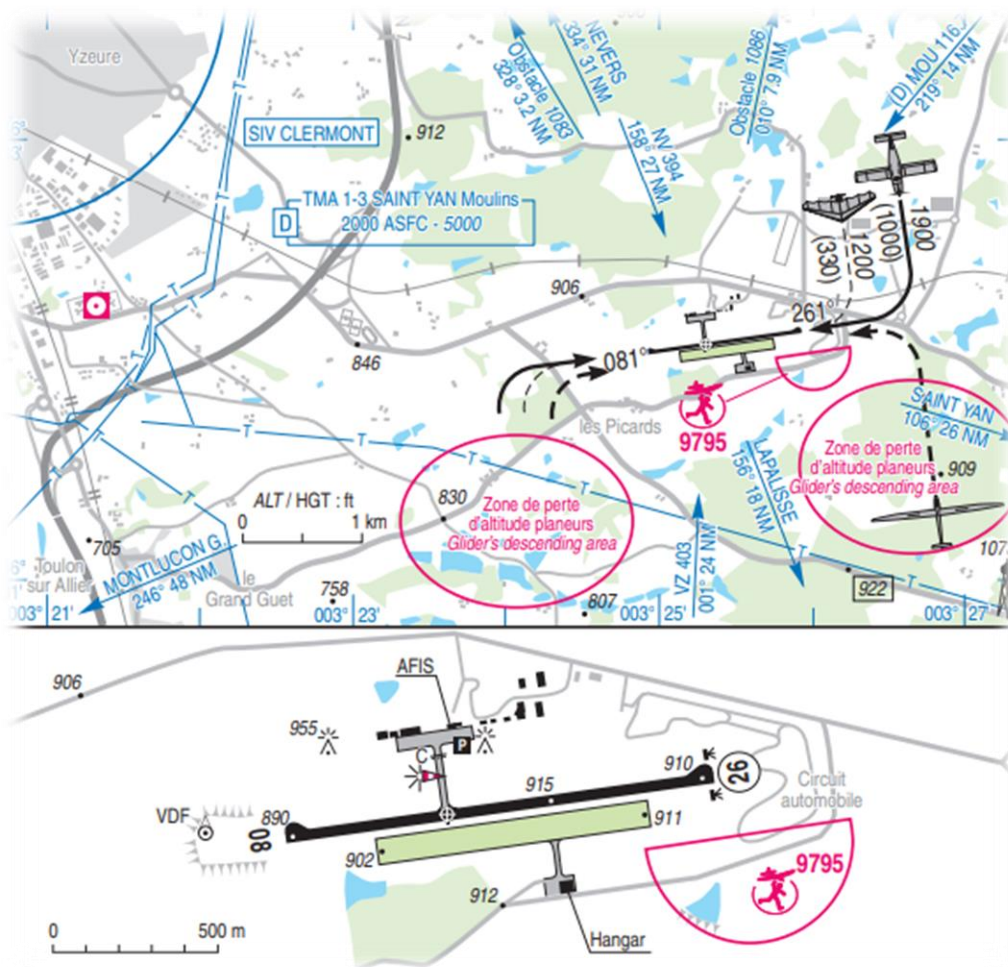 Yzeure
SIV CLERMONT
912
TMA 1-3 SAINT YAN Moulins
D
2000 ASFC - 5000
NEVERS
334° 31 NM
Obstacle 1083
328° 3.2 NM
NV 394
158° 27 NM
Obstacle 1086
010° 7.9 NM
(D) MOU 116.
219° 14 NM
1900
(1000)
1200
(330)
906
846
261°
081°
les Picards
9795
SAINT YAN
106° 26 NM
Zone de perte
d'altitude planeurs
Glider's descending area
909
LAPALISSE
156° 18 NM
830
Zone de perte
d'altitude planeurs
Glider's descending area
ALT / HGT : ft
0
1 km
705
Toulon
sur Allier
MONTLUCON G.
246° 48 NM
le
Grand Guet
758
807
VZ 403
001° 24 NM
922
107
003° 21'
003° 23'
003° 25'
003° 27
T
T
T
T
T
T
T
T
T
906
AFIS
955
P
C
910
26
915
Circuit
automobile
VDF
890
08
911
902
9795
912
0
500 m
Hangar